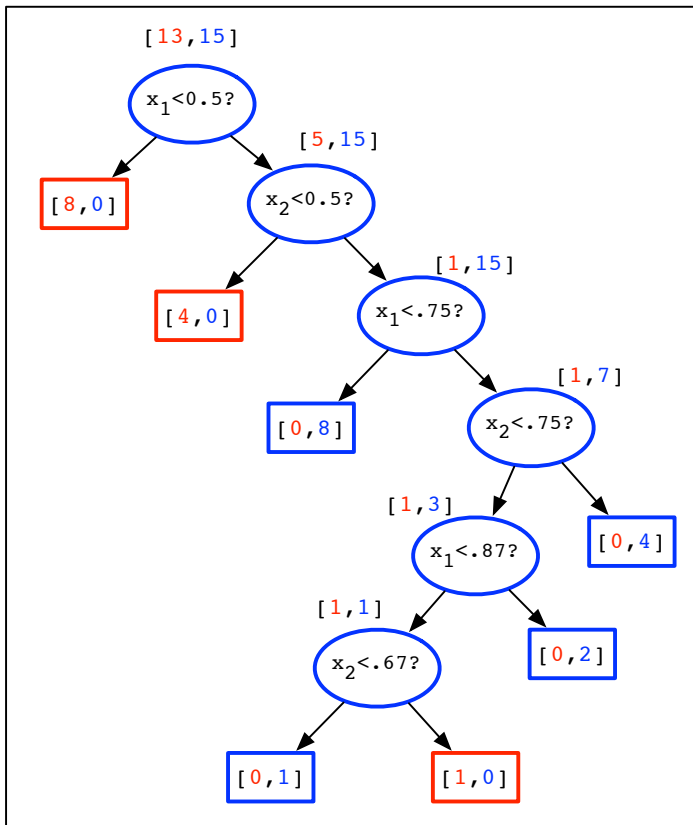 [13,15]
x1<0.5?
[5,15]
[8,0]
x2<0.5?
[1,15]
[4,0]
x1<.75?
[1,7]
[0,8]
x2<.75?
[1,3]
[0,4]
x1<.87?
[1,1]
[0,2]
x2<.67?
[0,1]
[1,0]